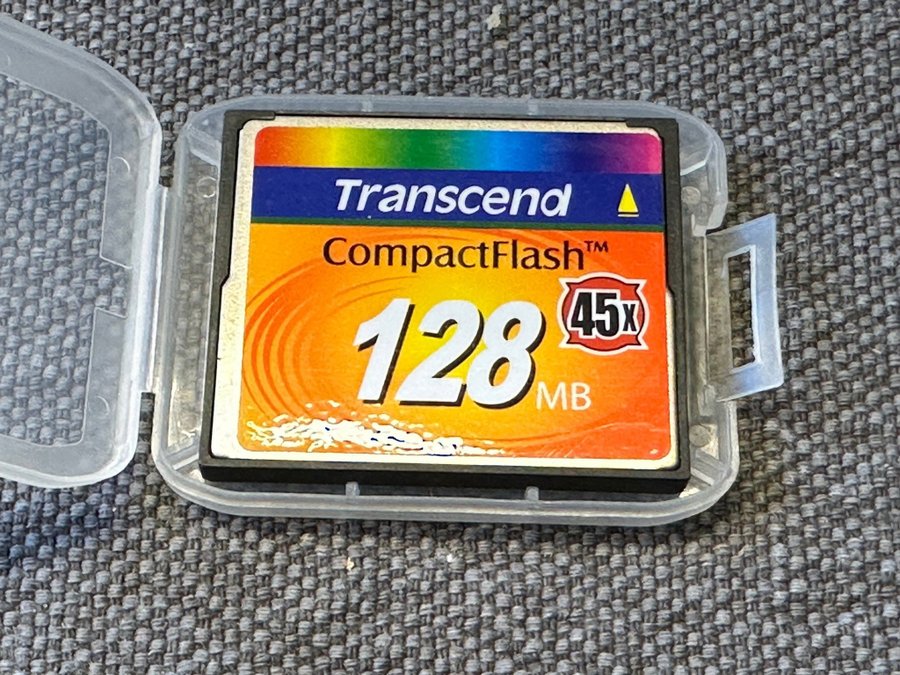 Transcend
CompactFlash™
45x
128 MB